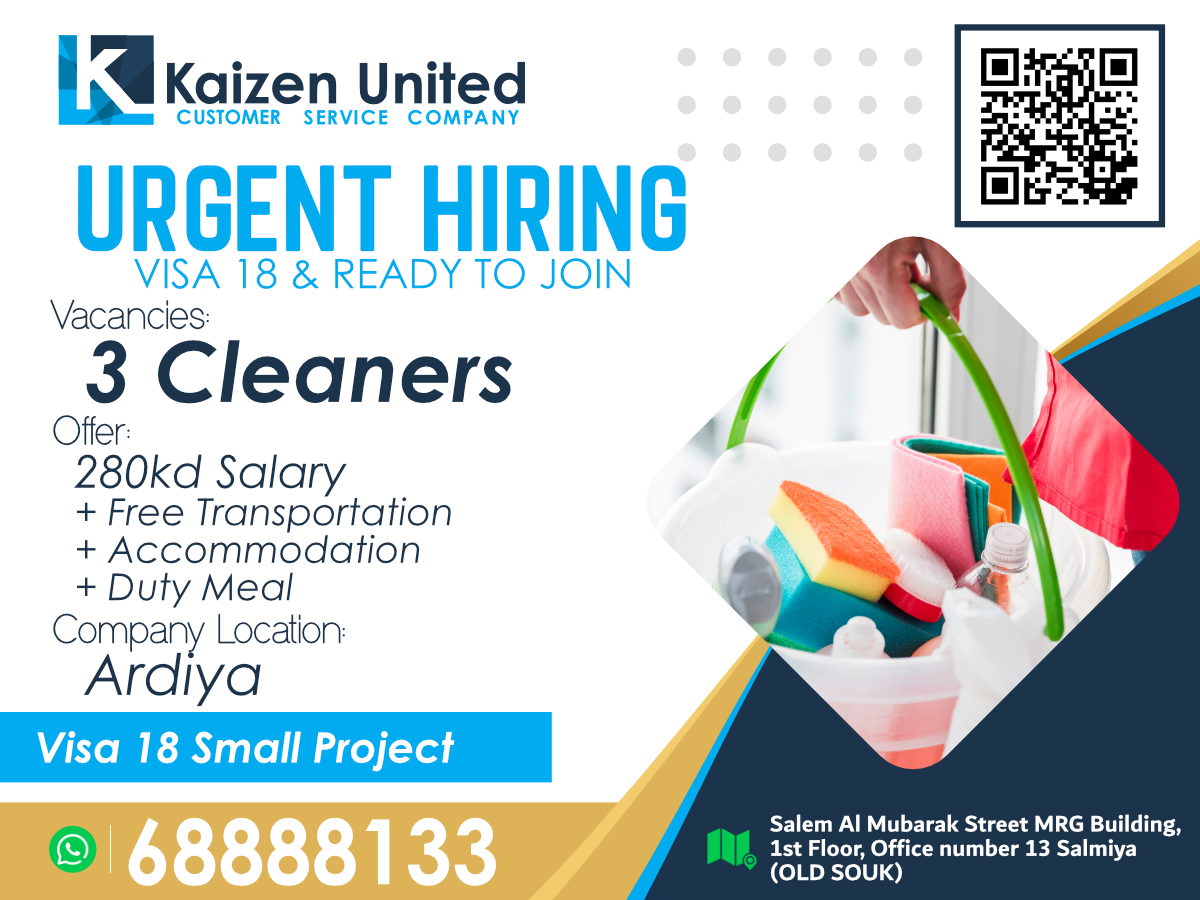 K
Kaizen United
CUSTOMER SERVICE COMPANY
URGENT HIRING
VISA 18 & READY TO JOIN
Vacancies:
3 Cleaners
Offer:
280kd Salary
+ Free Transportation
+ Accommodation
+ Duty Meal
Company Location:
Ardiya
Visa 18 Small Project
68888133
Salem Al Mubarak Street MRG Building,
1st Floor, Office number 13 Salmiya
(OLD SOUK)